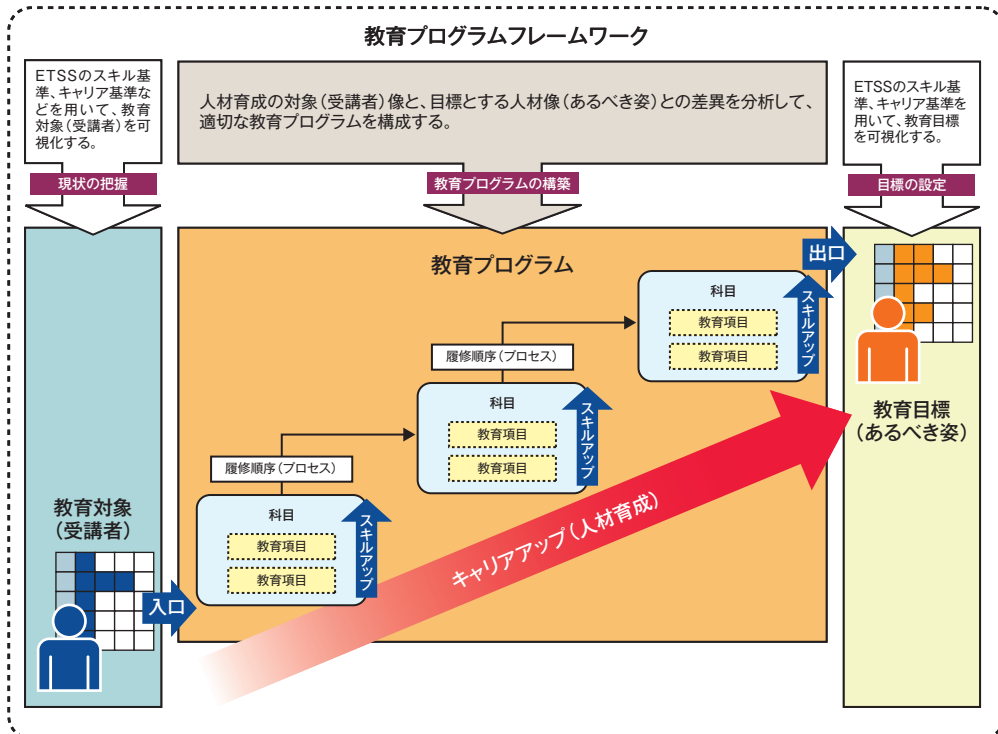 教育プログラムフレームワーク
ETSSのスキル基
準、キャリア基準な
どを用いて、教育
対象(受講者)を可
視化する。
現状の把握
人材育成の対象(受講者)像と、目標とする人材像(あるべき姿)との差異を分析して、
適切な教育プログラムを構成する。
教育プログラムの構築
ETSSのスキル基
準、キャリア基準を
用いて、教育目標
を可視化する。
目標の設定
教育対象
(受講者)
入口
教育プログラム
科目
教育項目
教育項目
スキルアップ
履修順序(プロセス)
科目
教育項目
教育項目
スキルアップ
履修順序(プロセス)
科目
教育項目
教育項目
スキルアップ
キャリアアップ(人材育成)
出口
教育目標
(あるべき姿)